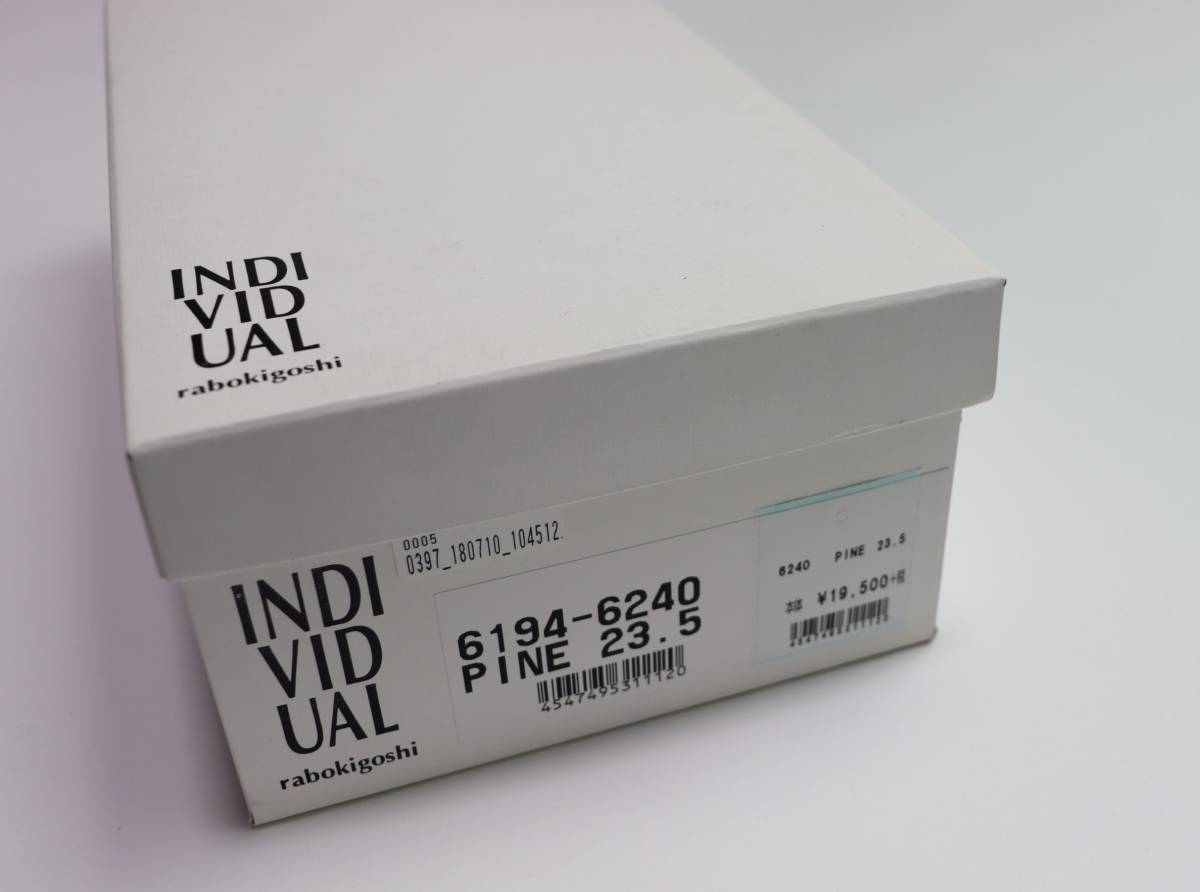 INDI
VID
UAL
rabokigoshi
0005
0397_180710_104512.
INDI
VID
UAL
rabokigoshi
6194-6240
PINE 23.5
4547495311120
6240 PINE 23.5
本体 ¥19,500+税
4547495311120